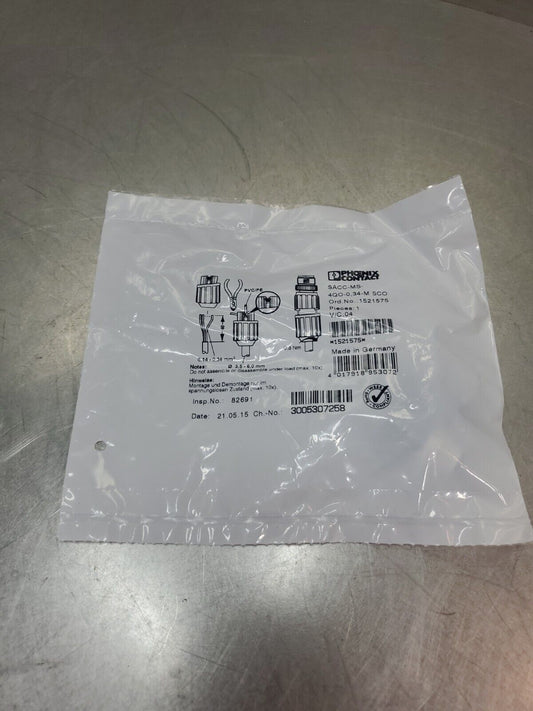 PHOENIX
CONTACT
SACC-MS-
4QO-0,34-M SCO
Ord.No.: 1521575
Pieces: 1
V/C.04
*1521575*
Made in Germany
4 017918 953072
PVC/PE
0,14 - 0,34 mm²
Ø 3,5 - 6,0 mm
Notes:
Do not assemble or disassemble under load (max. 10x)
Hinweise:
Montage und Demontage nur im
spannungslosen Zustand (max. 10x).
Insp.No.: 82691
Date: 21.05.15 Ch.-No.: 3005307258